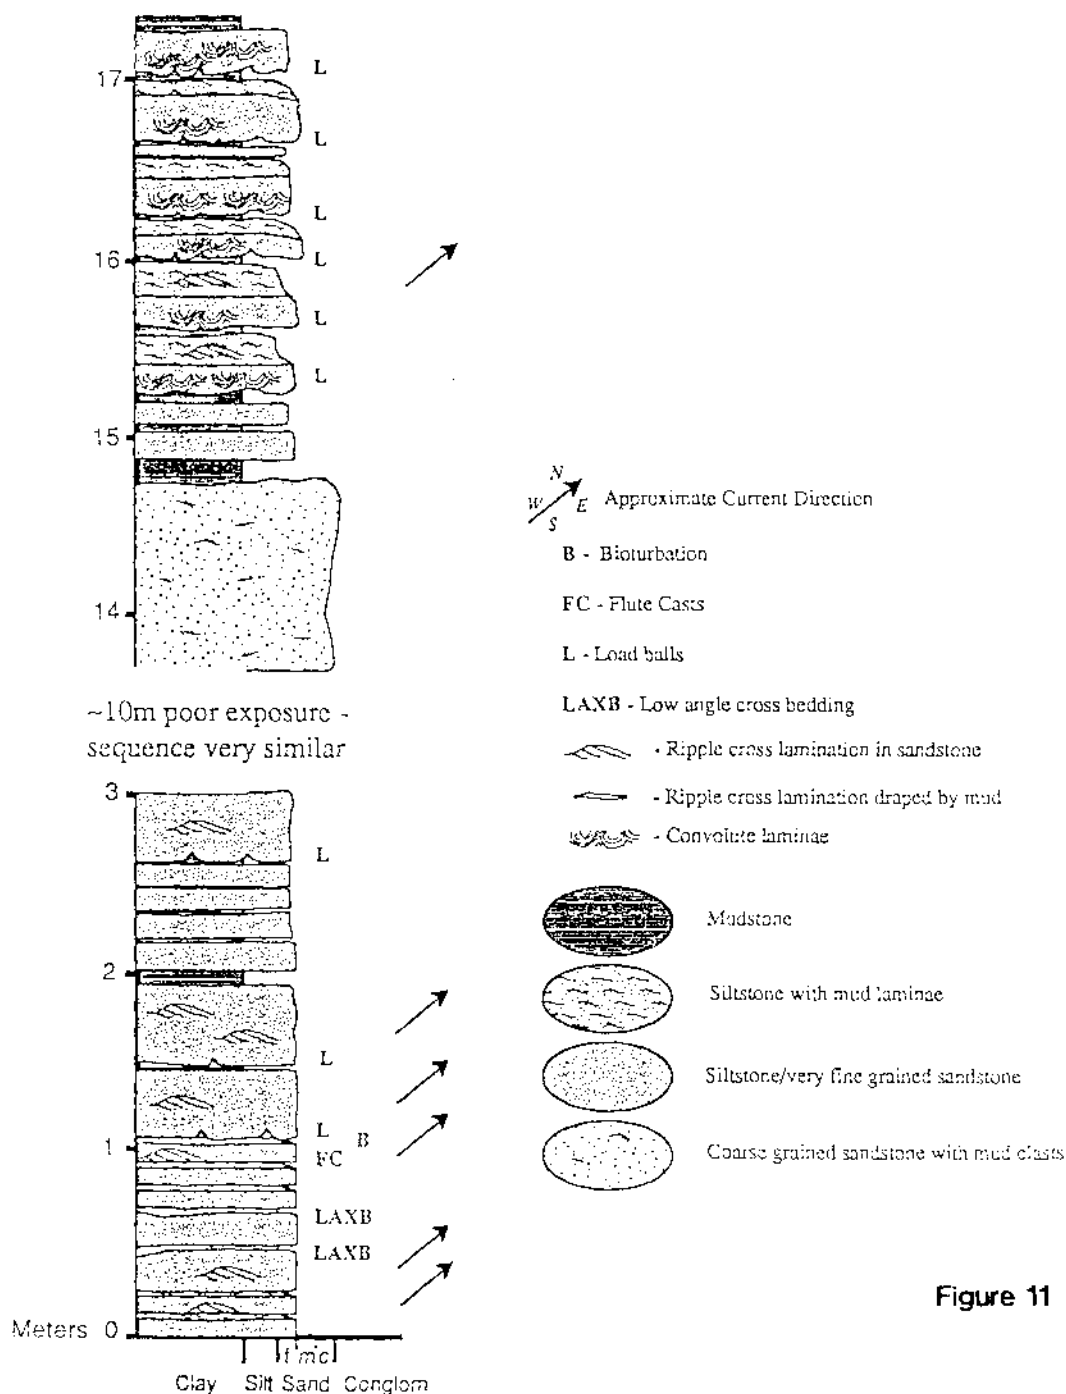 17
L
L
L
16
L
L
L
15
14
~10m poor exposure -
sequence very similar
3
L
2
L
L
B
1
FC
LAXB
LAXB
Meters 0
f m c
Clay Silt Sand Conglom
N
W E
S
Approximate Current Direction
B - Bioturbation
FC - Flute Casts
L - Load balls
LAXB - Low angle cross bedding
- Ripple cross lamination in sandstone
- Ripple cross lamination draped by mud
- Convolute laminae
Mudstone
Siltstone with mud laminae
Siltstone/very fine grained sandstone
Coarse grained sandstone with mud clasts
Figure 11